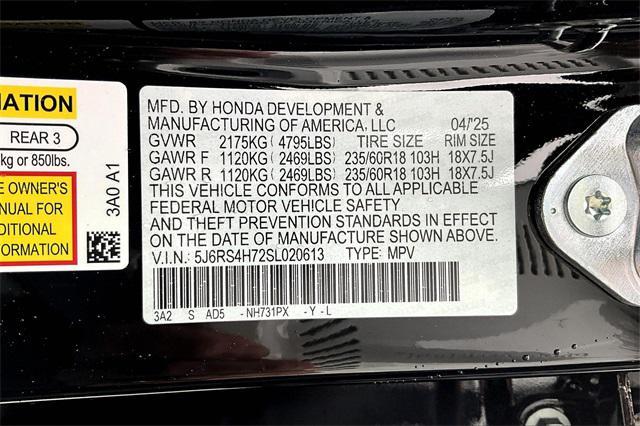 MATION
REAR 3
kg or 850lbs.
E OWNER'S
ANUAL FOR
DITIONAL
FORMATION
3A0 A1
MFD. BY HONDA DEVELOPMENT &
MANUFACTURING OF AMERICA, LLC 04/'25
GVWR 2175KG( 4795LBS) TIRE SIZE RIM SIZE
GAWR F 1120KG( 2469LBS) 235/60R18 103H 18X7.5J
GAWR R 1120KG( 2469LBS) 235/60R18 103H 18X7.5J
THIS VEHICLE CONFORMS TO ALL APPLICABLE
FEDERAL MOTOR VEHICLE SAFETY
AND THEFT PREVENTION STANDARDS IN EFFECT
ON THE DATE OF MANUFACTURE SHOWN ABOVE.
V.I.N.: 5J6RS4H72SL020613 TYPE: MPV
3A2 S AD5 - NH731PX - Y - L